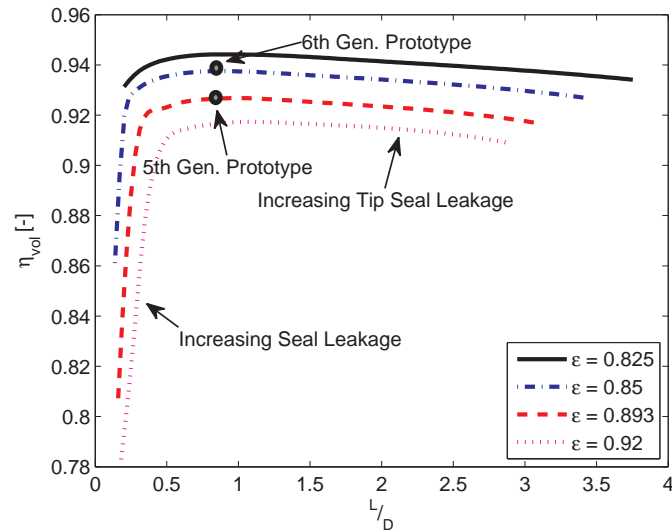 6th Gen. Prototype
5th Gen. Prototype
Increasing Tip Seal Leakage
Increasing Seal Leakage
η_vol [-]
0.94
0.92
0.9
0.88
0.86
0.84
0.82
0.8
0.78
0 0.5 1 1.5 2 2.5 3 3.5 4
L/D
ε = 0.825
ε = 0.85
ε = 0.893
ε = 0.92